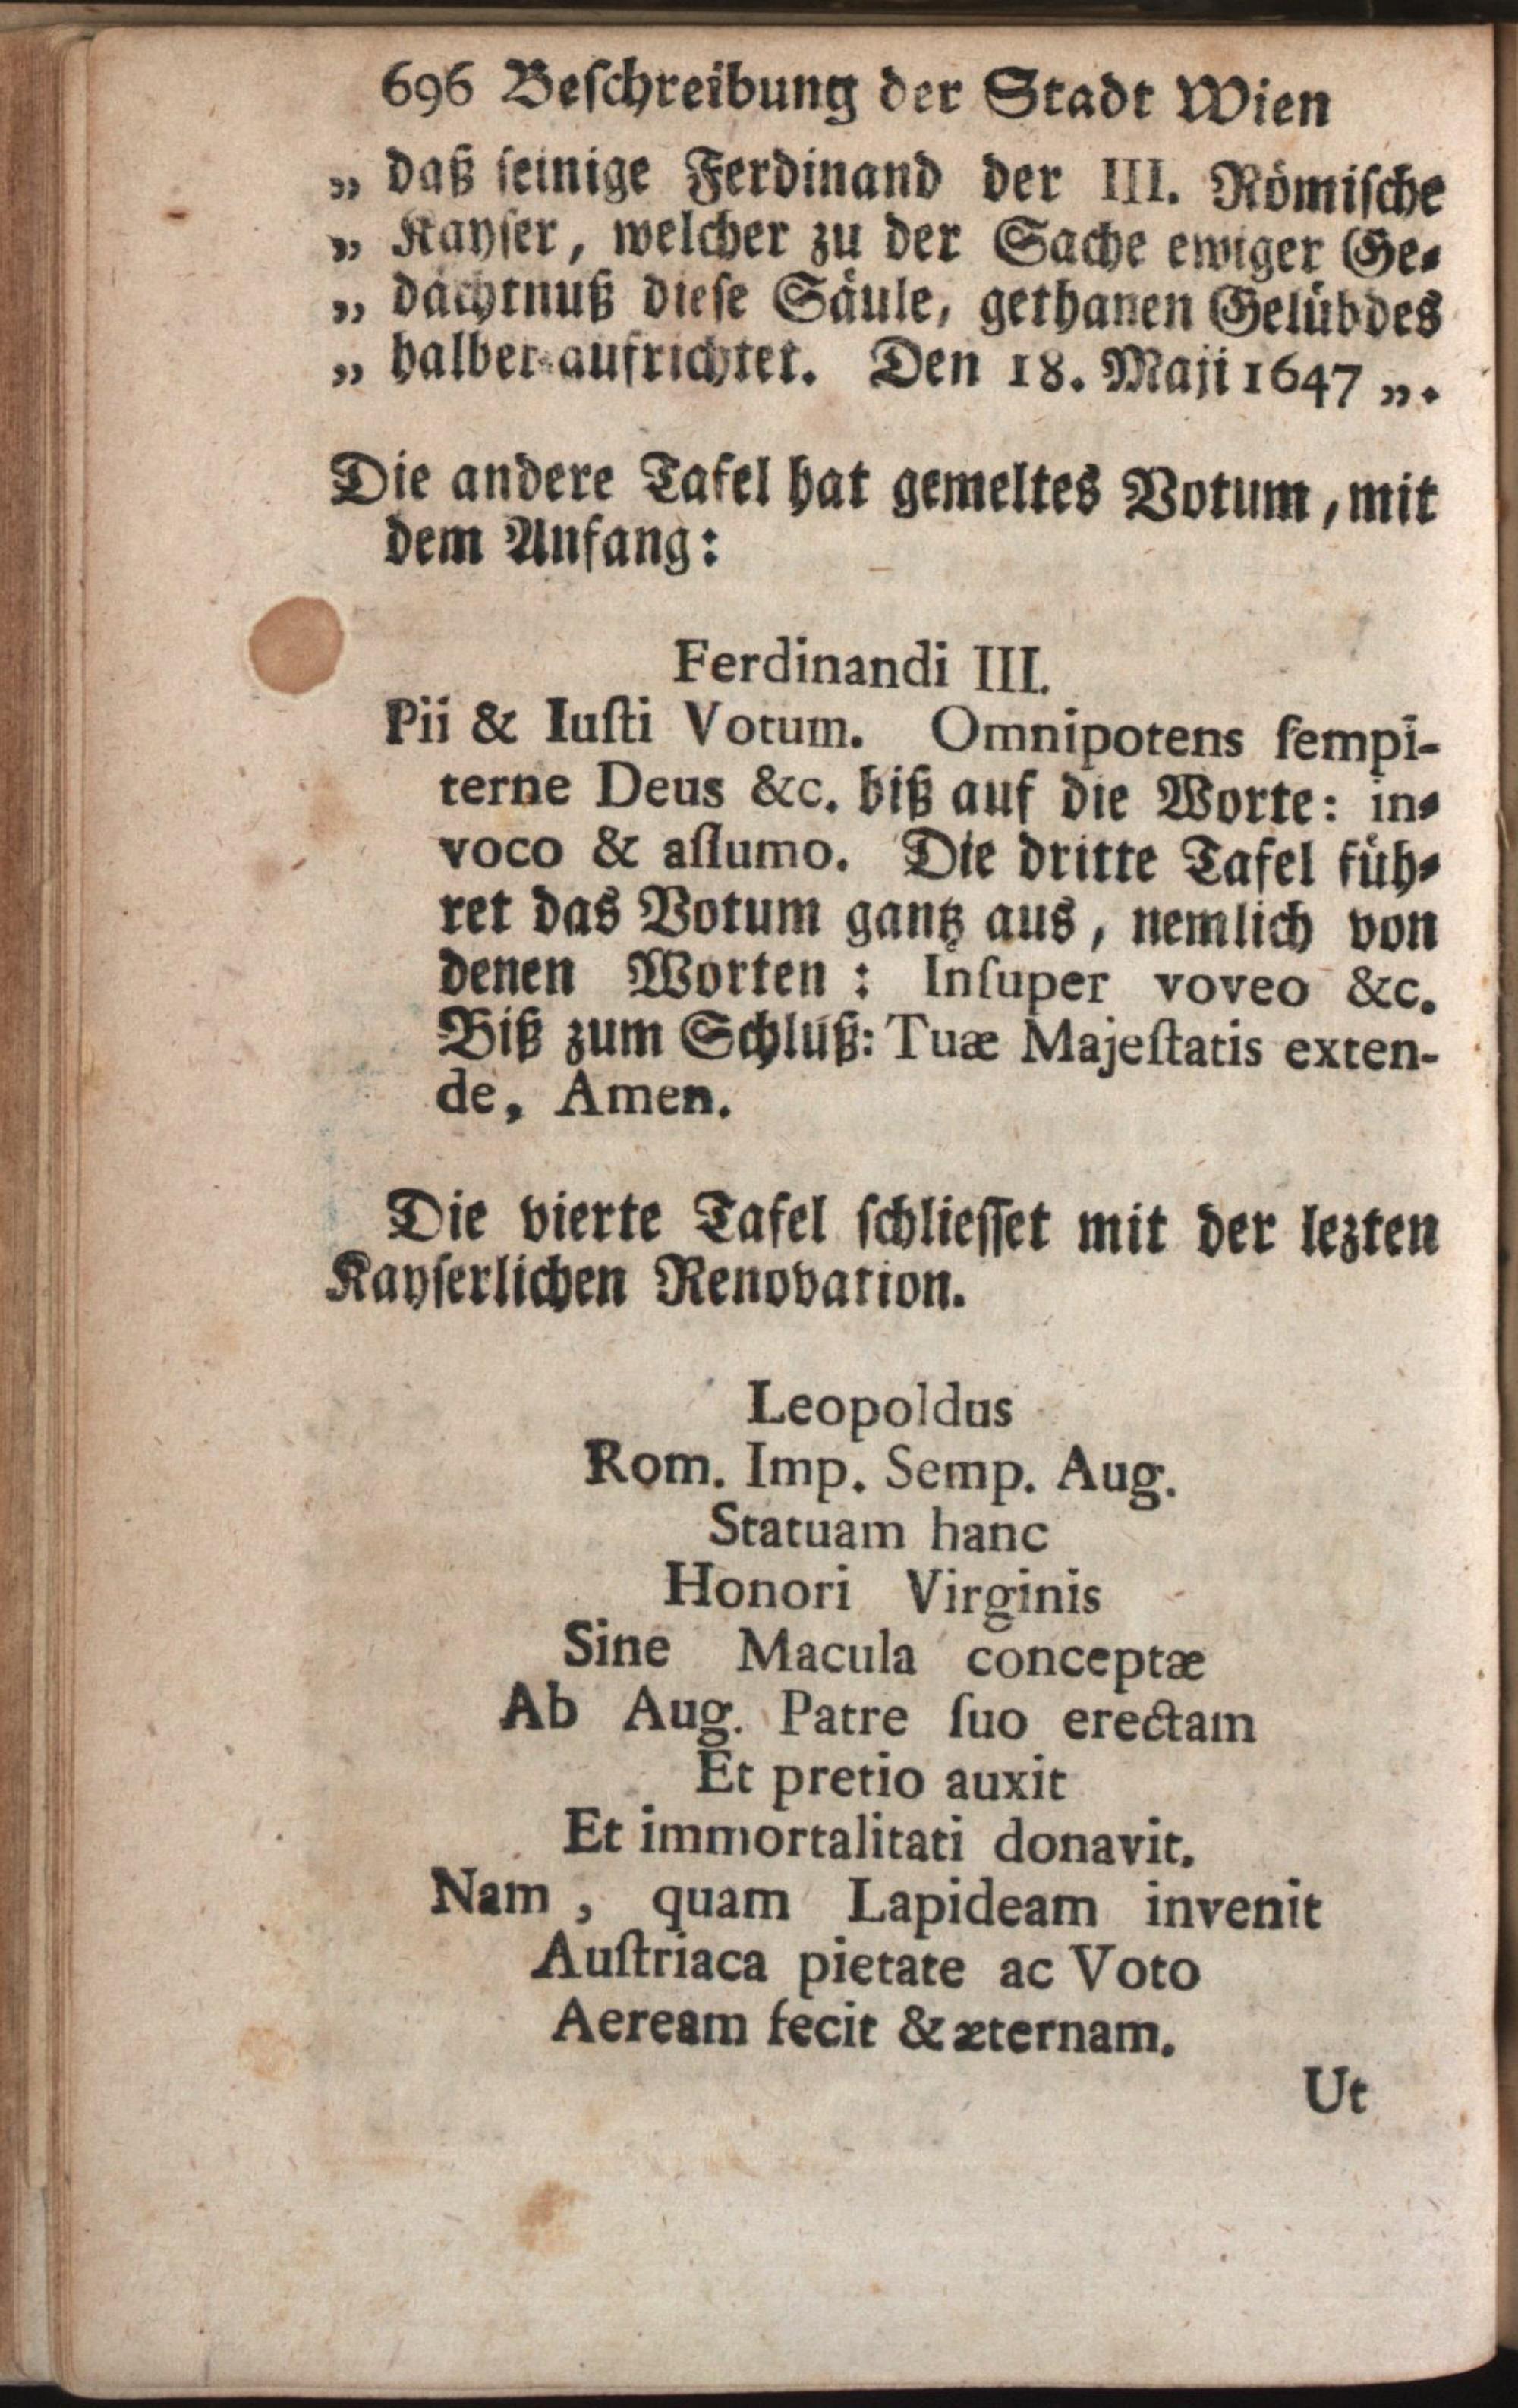 696 Beſchreibung der Stadt Wien
„ daß ſeinige Ferdinand der III. Römiſche
„ Kayſer, welcher zu der Sache ewiger Ge-
„ dächtnuß dieſe Säule, gethanen Gelübdes
„ halber aufrichtet. Den 18. Maji 1647 „.
Die andere Tafel hat gemeltes Votum, mit
dem Anfang:
Ferdinandi III.
Pii & Iuſti Votum. Omnipotens ſempi-
terne Deus &c. biß auf die Worte: in-
voco & aſſumo. Die dritte Tafel füh-
ret das Votum gantz aus, nemlich von
denen Worten: Inſuper voveo &c.
Biß zum Schluß: Tuæ Majeſtatis exten-
de, Amen.
Die vierte Tafel ſchlieſſet mit der lezten
Kayſerlichen Renovation.
Leopoldus
Rom. Imp. Semp. Aug.
Statuam hanc
Honori Virginis
Sine Macula conceptæ
Ab Aug. Patre ſuo erectam
Et pretio auxit
Et immortalitati donavit.
Nam, quam Lapideam invenit
Auſtriaca pietate ac Voto
Aeream fecit & æternam.
Ut